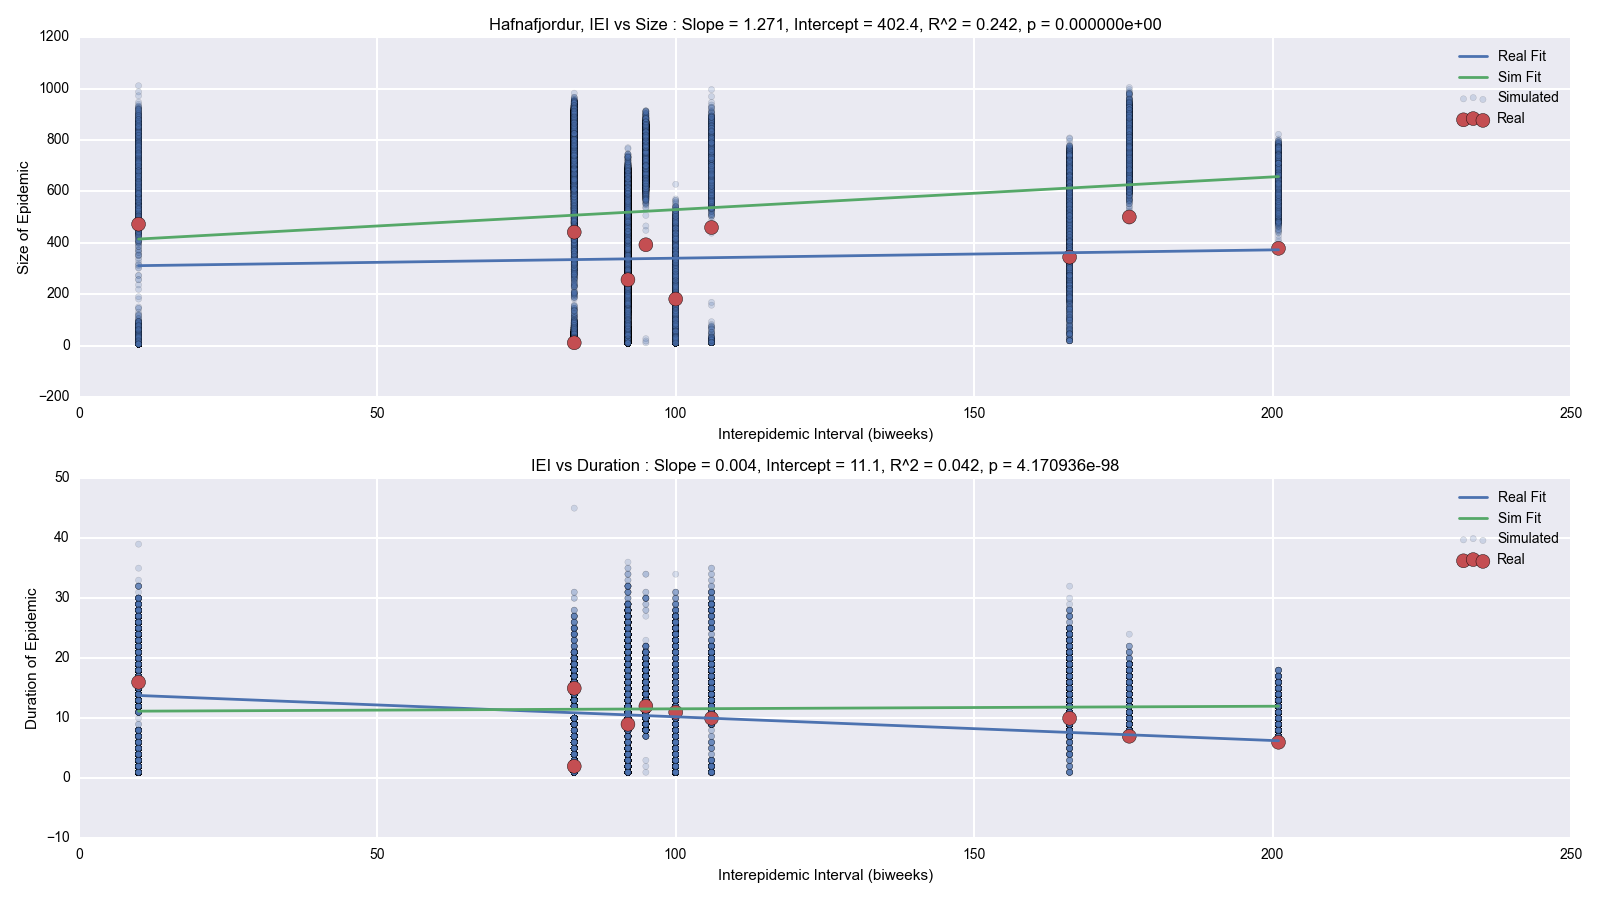 Hafnafjordur, IEI vs Size : Slope = 1.271, Intercept = 402.4, R^2 = 0.242, p = 0.000000e+00
1200
1000
800
600
400
200
0
−200
Size of Epidemic
Real Fit
Sim Fit
Simulated
Real
0 50 100 150 200 250
Interepidemic Interval (biweeks)
IEI vs Duration : Slope = 0.004, Intercept = 11.1, R^2 = 0.042, p = 4.170936e-98
50
40
30
20
10
0
−10
Duration of Epidemic
Real Fit
Sim Fit
Simulated
Real
0 50 100 150 200 250
Interepidemic Interval (biweeks)